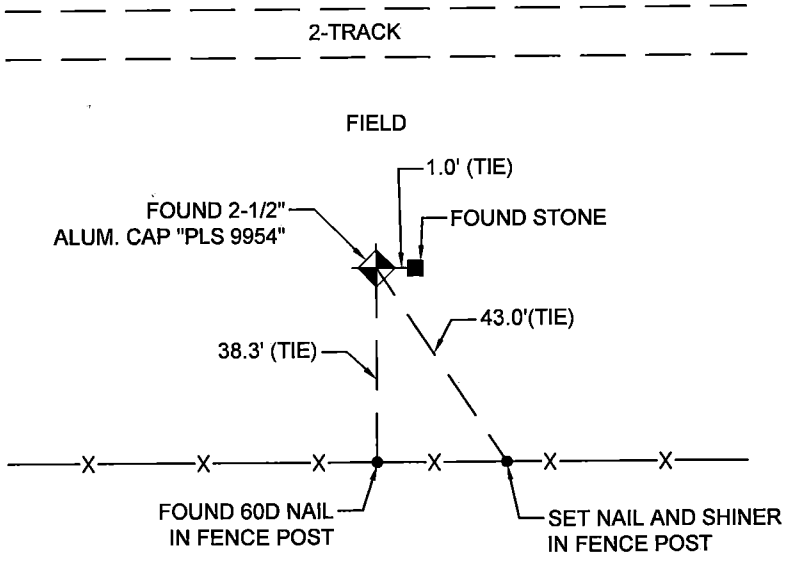 2-TRACK
FIELD
1.0' (TIE)
FOUND 2-1/2"
ALUM. CAP "PLS 9954"
FOUND STONE
43.0'(TIE)
38.3' (TIE)
X X X X X X
FOUND 60D NAIL
IN FENCE POST
SET NAIL AND SHINER
IN FENCE POST